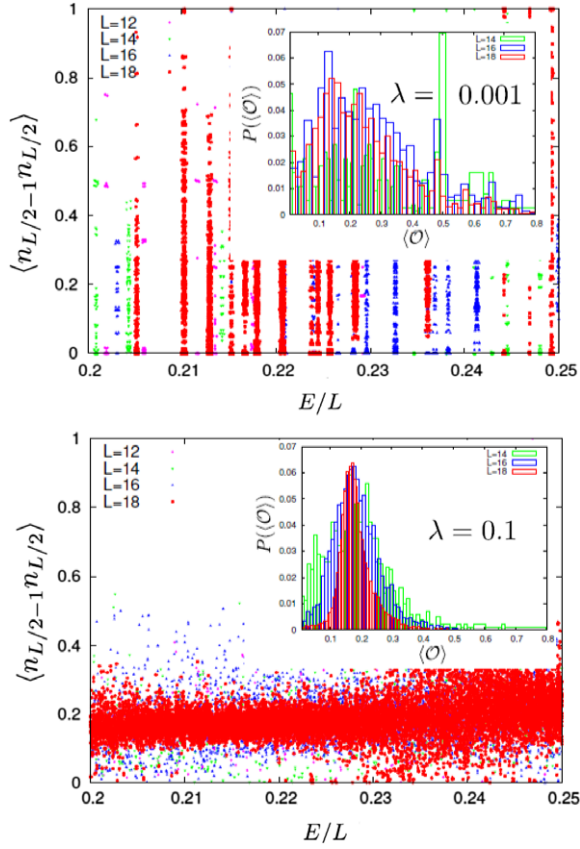 1
0.8
0.6
0.4
0.2
0
⟨n_{L/2−1}n_{L/2}⟩
L=12
L=14
L=16
L=18
0.07
0.06
0.05
0.04
0.03
0.02
0.01
0
P(⟨𝒪⟩)
L=14
L=16
L=18
λ = 0.001
0.1 0.2 0.3 0.4 0.5 0.6 0.7 0.8
⟨𝒪⟩
0.2 0.21 0.22 0.23 0.24 0.25
E/L
1
0.8
0.6
0.4
0.2
0
⟨n_{L/2−1}n_{L/2}⟩
L=12
L=14
L=16
L=18
0.07
0.06
0.05
0.04
0.03
0.02
0.01
0
P(⟨𝒪⟩)
L=14
L=16
L=18
λ = 0.1
0.1 0.2 0.3 0.4 0.5 0.6 0.7 0.8
⟨𝒪⟩
0.2 0.21 0.22 0.23 0.24 0.25
E/L